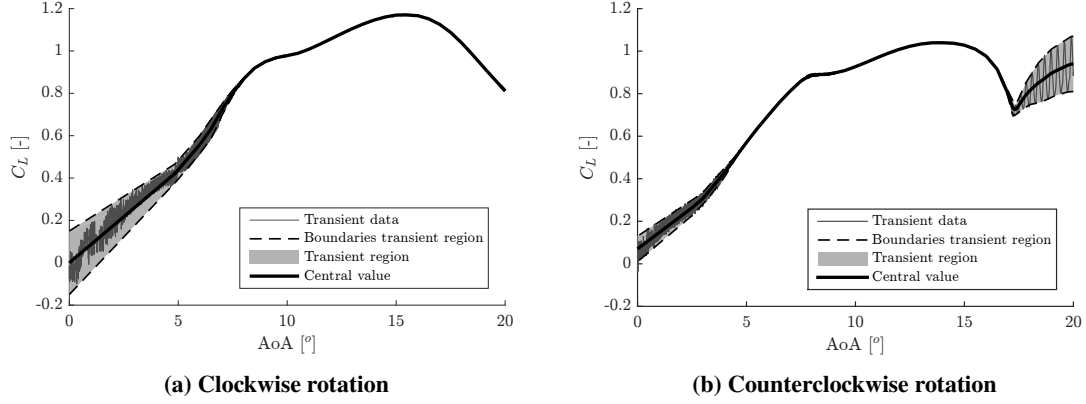 1.2
1
0.8
0.6
0.4
0.2
0
-0.2
C_L [-]
0 5 10 15 20
AoA [°]
Transient data
Boundaries transient region
Transient region
Central value
(a) Clockwise rotation
1.2
1
0.8
0.6
0.4
0.2
0
-0.2
C_L [-]
0 5 10 15 20
AoA [°]
Transient data
Boundaries transient region
Transient region
Central value
(b) Counterclockwise rotation